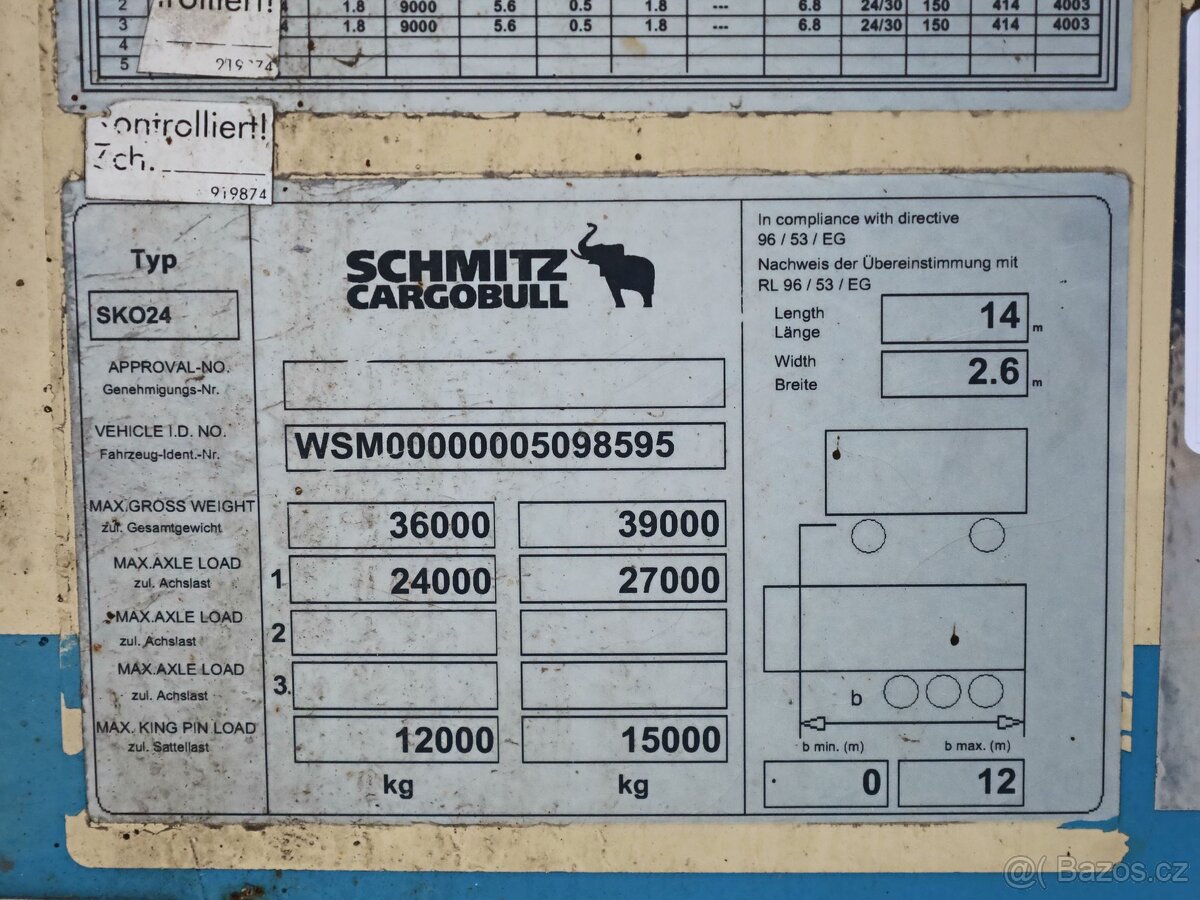 2 1.8 9000 5.6 0.5 1.8 --- 6.8 24/30 150 414 4003
3 4 1.8 9000 5.6 0.5 1.8 --- 6.8 24/30 150 414 4003
4
5
ontrolliert!
Zch.
919874
Typ
SKO24
SCHMITZ
CARGOBULL
In compliance with directive
96 / 53 / EG
Nachweis der Übereinstimmung mit
RL 96 / 53 / EG
Length 14 m
Länge
Width 2.6 m
Breite
APPROVAL-NO.
Genehmigungs-Nr.
VEHICLE I.D. NO. WSM00000005098595
Fahrzeug-Ident.-Nr.
MAX.GROSS WEIGHT 36000 39000
zul. Gesamtgewicht
MAX.AXLE LOAD 1 24000 27000
zul. Achslast
MAX.AXLE LOAD 2
zul. Achslast
MAX.AXLE LOAD 3.
zul. Achslast
MAX. KING PIN LOAD 12000 15000
zul. Sattellast
kg kg
b
b min. (m) b max. (m)
0 12
Bazos.cz